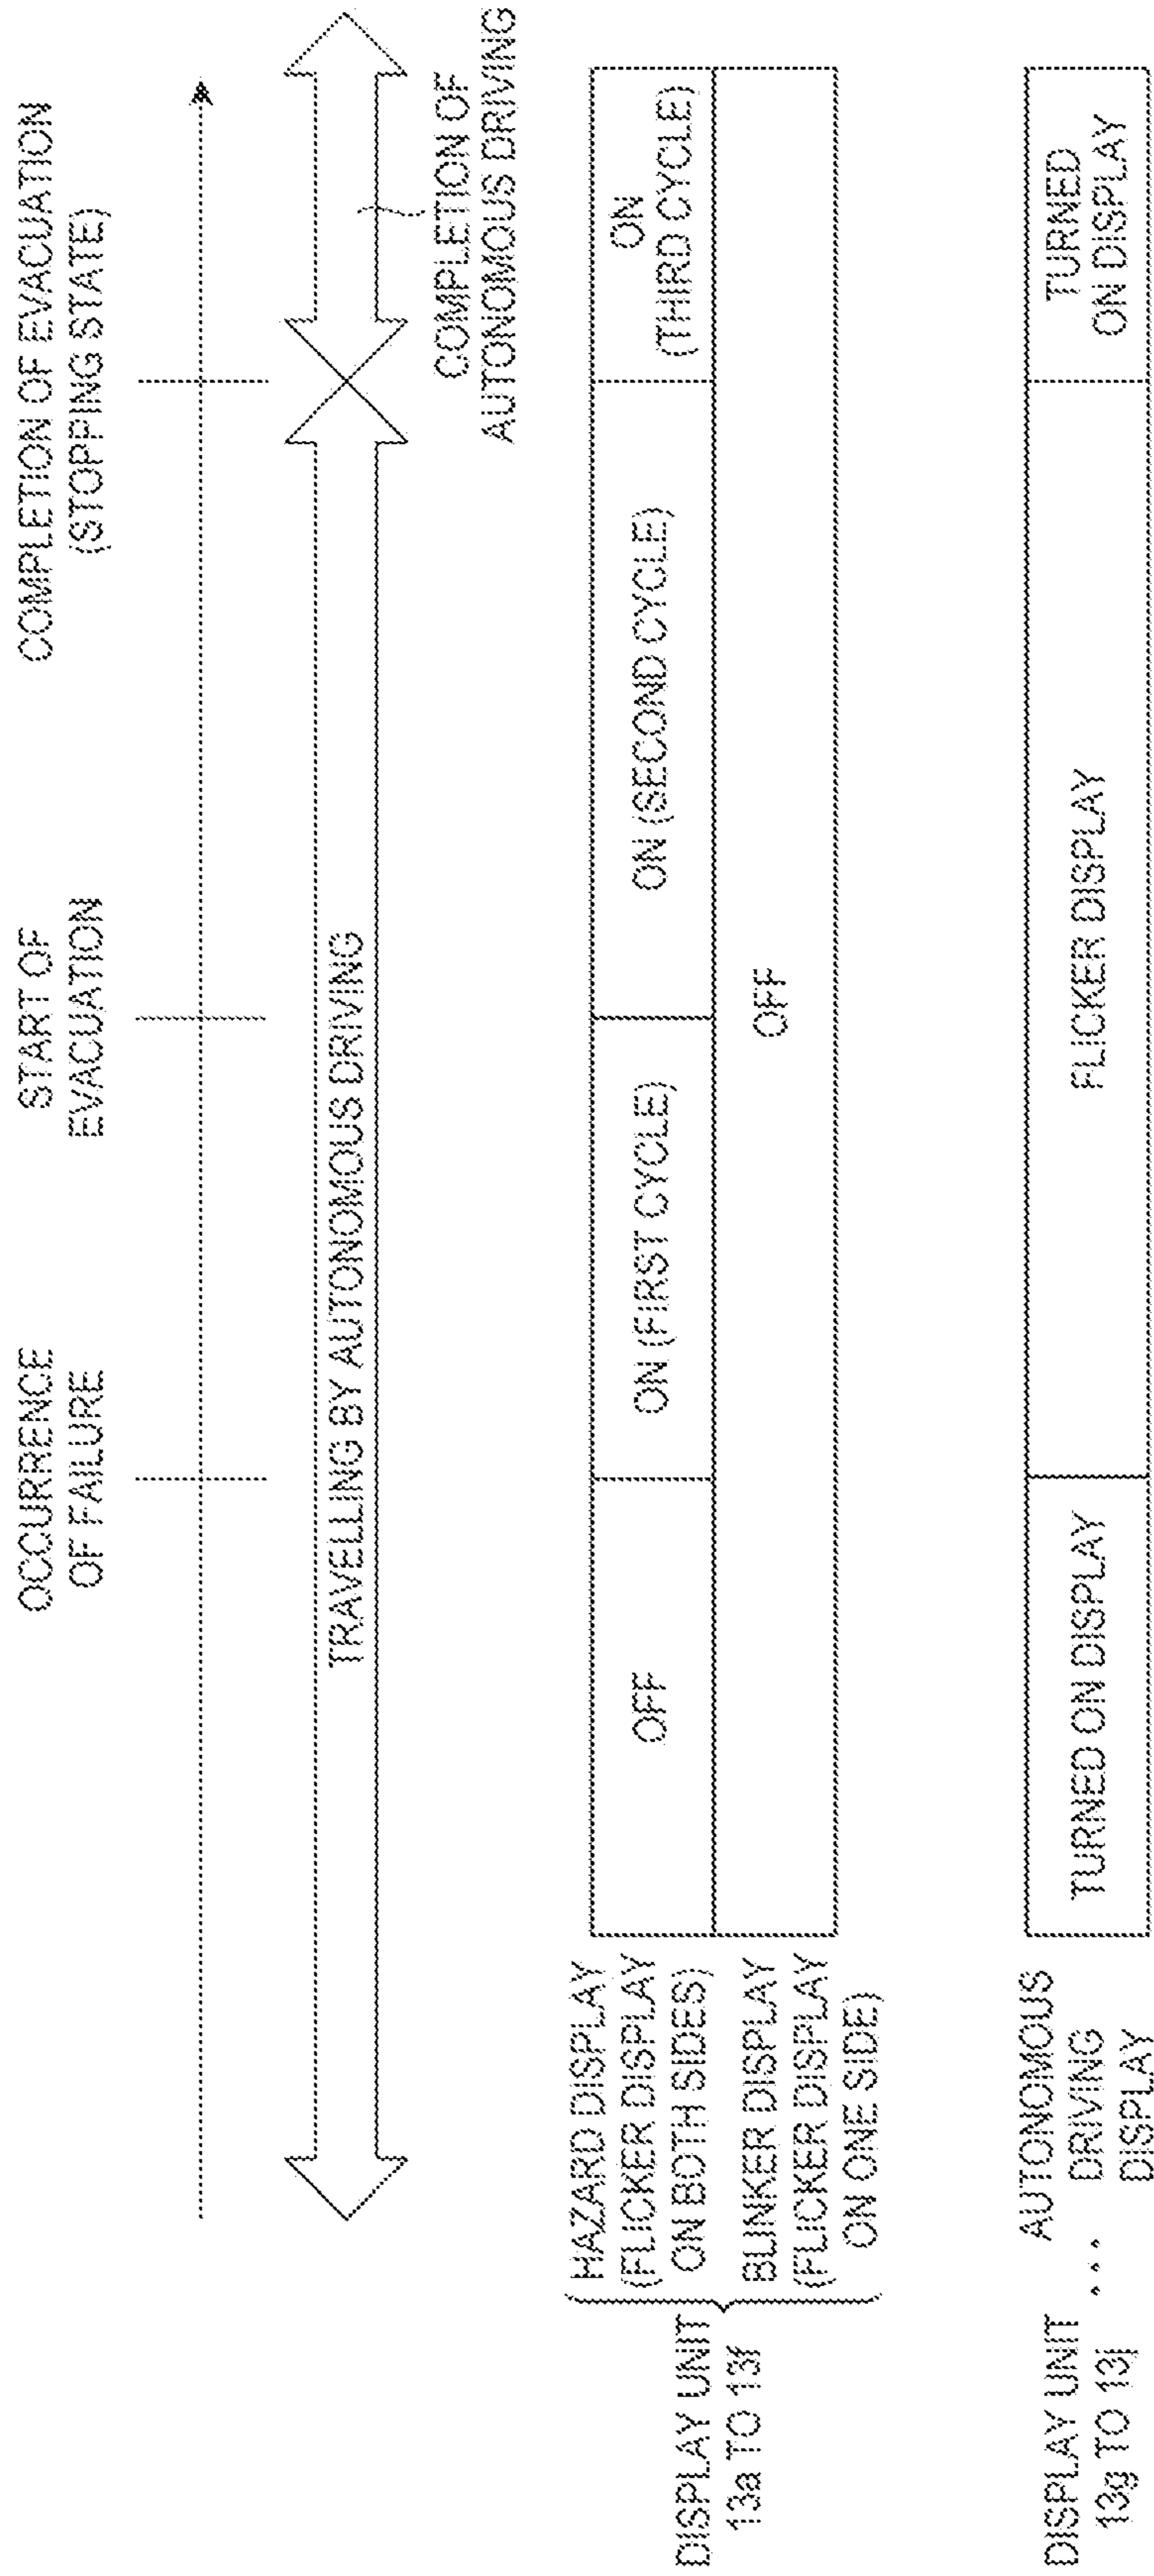 OCCURRENCE
OF FAILURE
START OF
EVACUATION
COMPLETION OF EVACUATION
(STOPPING STATE)
TRAVELLING BY AUTONOMOUS DRIVING
COMPLETION OF
AUTONOMOUS DRIVING
DISPLAY UNIT
13a TO 13f
HAZARD DISPLAY
(FLICKER DISPLAY
ON BOTH SIDES)
OFF
ON (FIRST CYCLE)
ON (SECOND CYCLE)
ON
(THIRD CYCLE)
BLINKER DISPLAY
(FLICKER DISPLAY
ON ONE SIDE)
OFF
DISPLAY UNIT
13g TO 13j
...
AUTONOMOUS
DRIVING
DISPLAY
TURNED ON DISPLAY
FLICKER DISPLAY
TURNED
ON DISPLAY